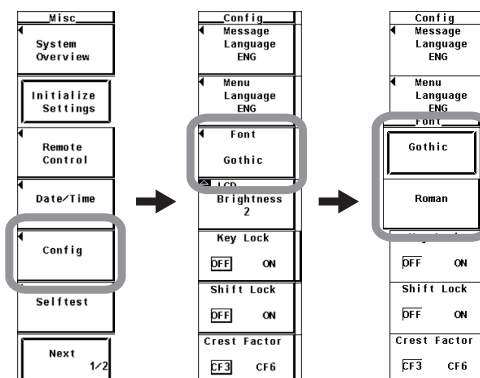 Misc
System
Overview
Initialize
Settings
Remote
Control
Date/Time
Config
Selftest
Next
1/2
Config
Message
Language
ENG
Menu
Language
ENG
Font
Gothic
LCD
Brightness
2
Key Lock
OFF ON
Shift Lock
OFF ON
Crest Factor
CF3 CF6
Config
Message
Language
ENG
Menu
Language
ENG
Font
Gothic
Roman
OFF ON
Shift Lock
OFF ON
Crest Factor
CF3 CF6